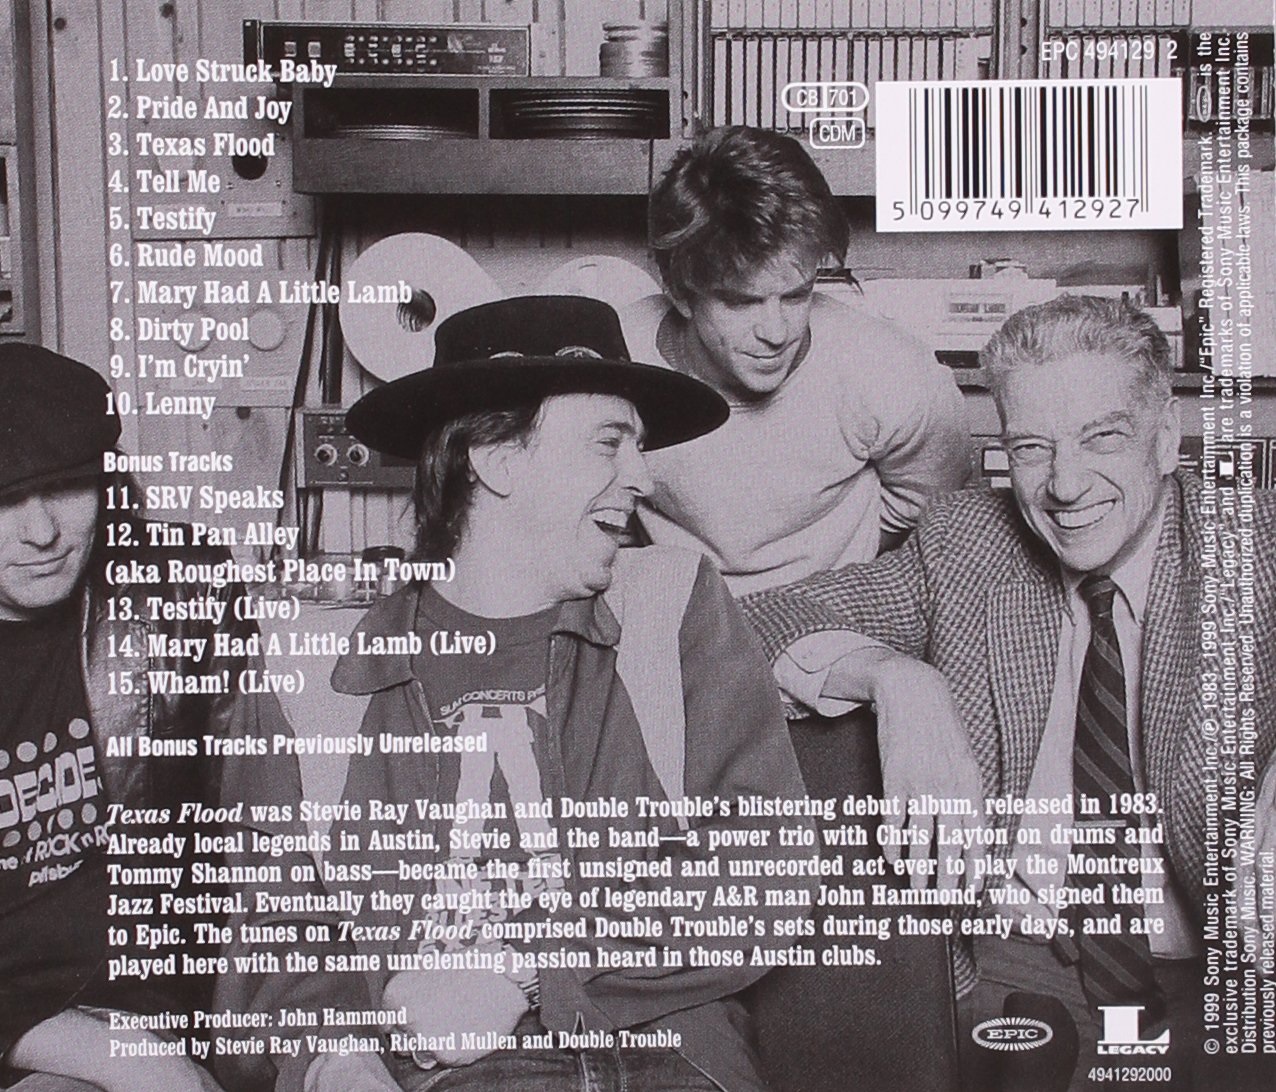 1. Love Struck Baby
2. Pride And Joy
3. Texas Flood
4. Tell Me
5. Testify
6. Rude Mood
7. Mary Had A Little Lamb
8. Dirty Pool
9. I'm Cryin'
10. Lenny
Bonus Tracks
11. SRV Speaks
12. Tin Pan Alley
(aka Roughest Place In Town)
13. Testify (Live)
14. Mary Had A Little Lamb (Live)
15. Wham! (Live)
All Bonus Tracks Previously Unreleased
Texas Flood was Stevie Ray Vaughan and Double Trouble's blistering debut album, released in 1983.
Already local legends in Austin, Stevie and the band—a power trio with Chris Layton on drums and
Tommy Shannon on bass—became the first unsigned and unrecorded act ever to play the Montreux
Jazz Festival. Eventually they caught the eye of legendary A&R man John Hammond, who signed them
to Epic. The tunes on Texas Flood comprised Double Trouble's sets during those early days, and are
played here with the same unrelenting passion heard in those Austin clubs.
Executive Producer: John Hammond
Produced by Stevie Ray Vaughan, Richard Mullen and Double Trouble
EPC 494129 2
CB 701
CDM
5 099749 412927
SUM CONCERTS
DECIDE
ROCK n R
EPIC
L
LEGACY
4941292000
© 1999 Sony Music Entertainment Inc./℗ 1983, 1999 Sony Music Entertainment Inc./"Epic" Registered Trademark. is the
exclusive trademark of Sony Music Entertainment Inc./"Legacy" and L are trademarks of Sony Music Entertainment Inc.
Distribution Sony Music. WARNING: All Rights Reserved. Unauthorized duplication is a violation of applicable laws. This package contains
previously released material.